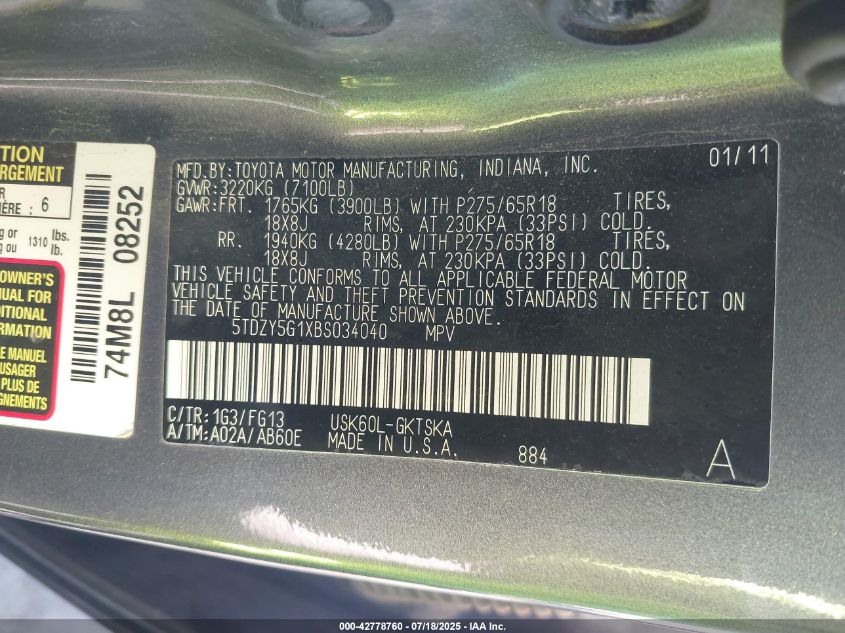 TION
RGEMENT
R
IÈRE : 6
g or
g ou
1310
lbs.
lb.
OWNER'S
NUAL FOR
DITIONAL
ORMATION
E MANUEL
USAGER
PLUS DE
GNEMENTS
74M8L 08252
MFD.BY:TOYOTA MOTOR MANUFACTURING, INDIANA, INC. 01/11
GVWR:3220KG (7100LB)
GAWR:FRT. 1765KG (3900LB) WITH P275/65R18 TIRES,
18X8J RIMS, AT 230KPA (33PSI) COLD.
RR. 1940KG (4280LB) WITH P275/65R18 TIRES,
18X8J RIMS, AT 230KPA (33PSI) COLD.
THIS VEHICLE CONFORMS TO ALL APPLICABLE FEDERAL MOTOR
VEHICLE SAFETY AND THEFT PREVENTION STANDARDS IN EFFECT ON
THE DATE OF MANUFACTURE SHOWN ABOVE.
5TDZY5G1XBS034040 MPV
C/TR:1G3/FG13 USK60L-GKTSKA
A/TM:A02A/AB60E MADE IN U.S.A. 884 A
000-42778760 - 07/18/2025 - IAA Inc.